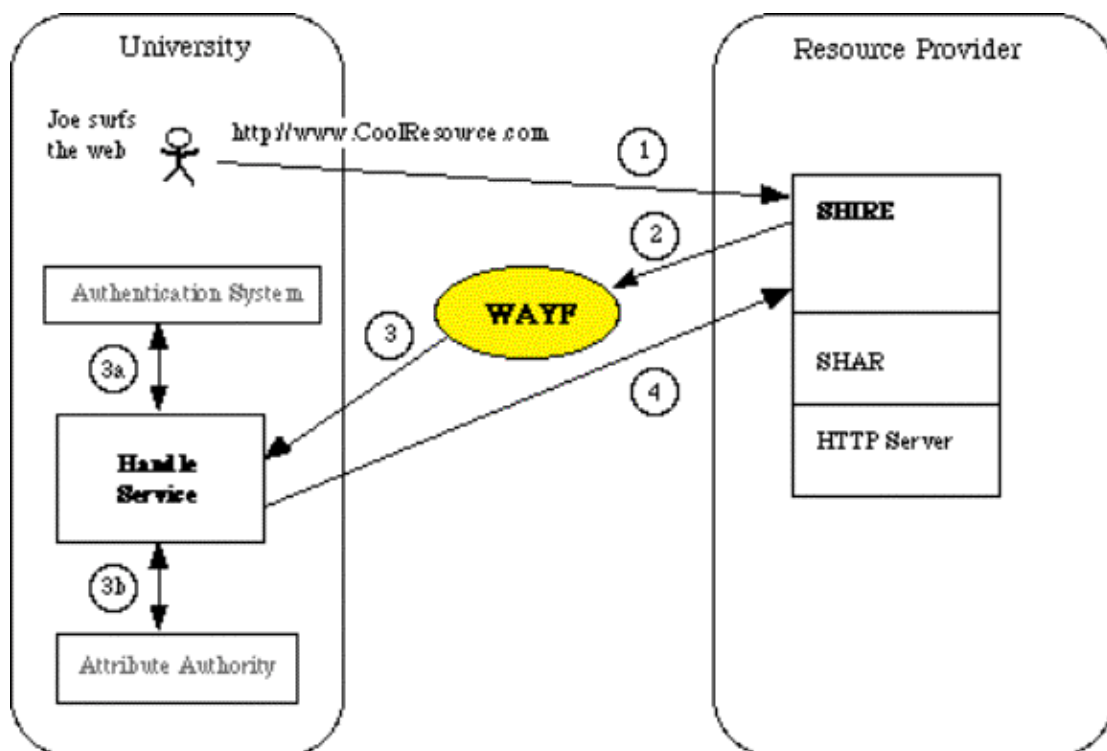 University
Resource Provider
Joe surfs
the web
http://www.CoolResource.com
1
SHIRE
2
Authentication System
WAYF
3
3a
4
SHAR
HTTP Server
Handle
Service
3b
Attribute Authority